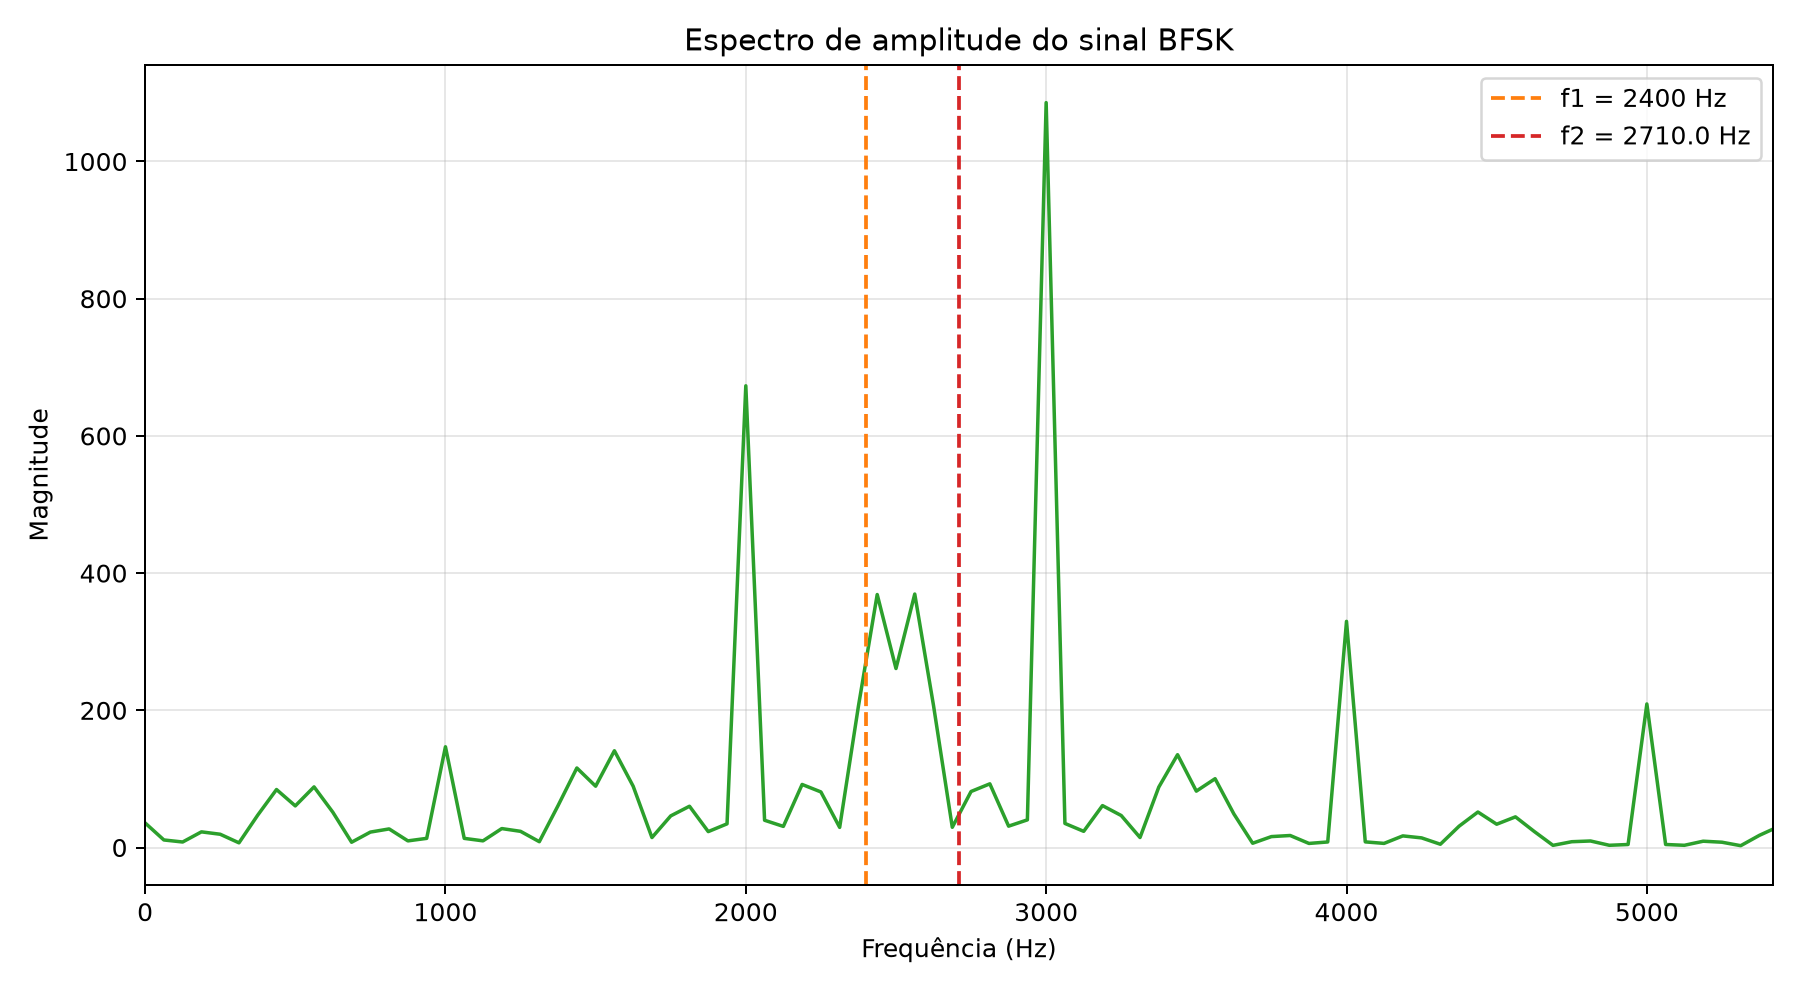 Espectro de amplitude do sinal BFSK
f1 = 2400 Hz
f2 = 2710.0 Hz
Magnitude
1000
800
600
400
200
0
0 1000 2000 3000 4000 5000
Frequência (Hz)